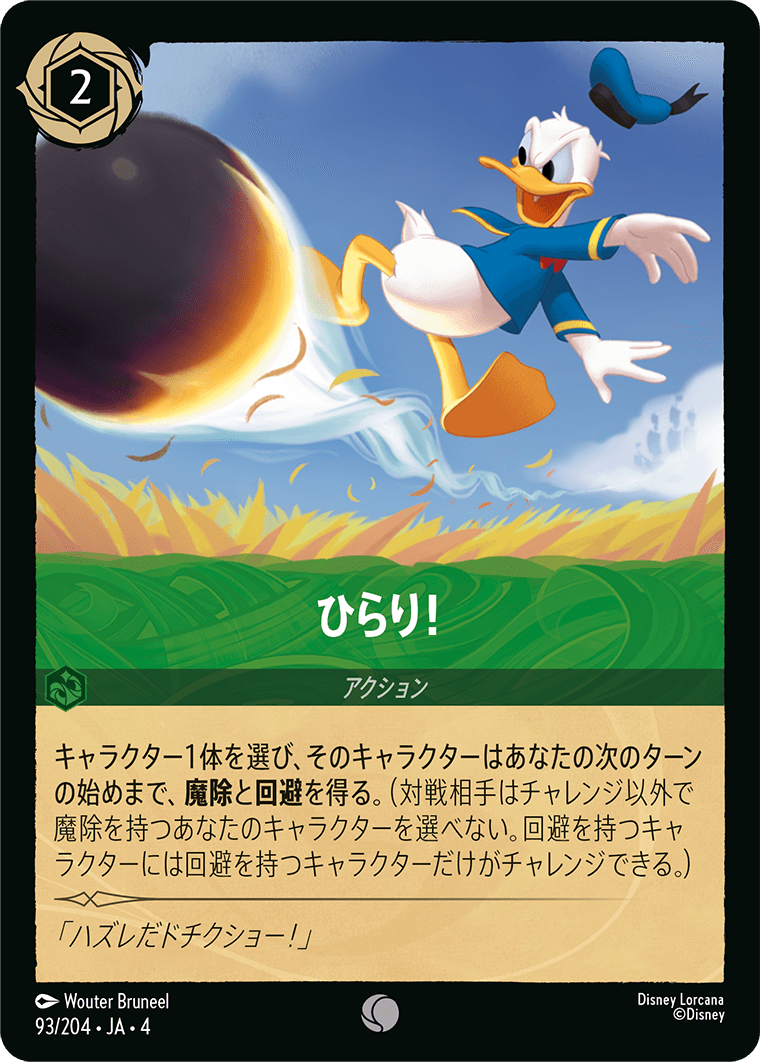 2
ひらり!
アクション
キャラクター1体を選び、そのキャラクターはあなたの次のターン
の始めまで、魔除と回避を得る。(対戦相手はチャレンジ以外で
魔除を持つあなたのキャラクターを選べない。回避を持つキャ
ラクターには回避を持つキャラクターだけがチャレンジできる。)
「ハズレだドチクショー!」
Wouter Bruneel
93/204 • JA • 4
Disney Lorcana
©Disney